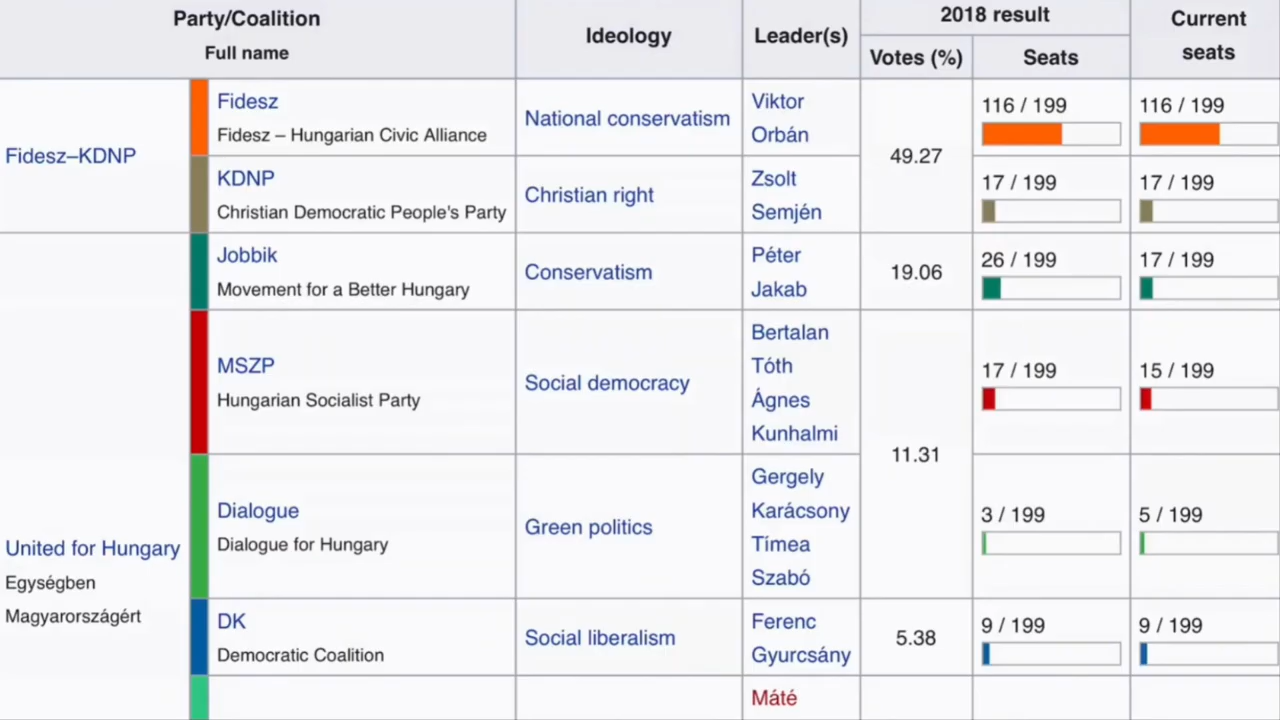 Party/Coalition
Full name
Ideology
Leader(s)
2018 result
Votes (%)
Seats
Current
seats
Fidesz–KDNP
Fidesz
Fidesz – Hungarian Civic Alliance
National conservatism
Viktor
Orbán
49.27
116 / 199
116 / 199
KDNP
Christian Democratic People's Party
Christian right
Zsolt
Semjén
17 / 199
17 / 199
United for Hungary
Egységben
Magyarországért
Jobbik
Movement for a Better Hungary
Conservatism
Péter
Jakab
19.06
26 / 199
17 / 199
MSZP
Hungarian Socialist Party
Social democracy
Bertalan
Tóth
Ágnes
Kunhalmi
11.31
17 / 199
15 / 199
Dialogue
Dialogue for Hungary
Green politics
Gergely
Karácsony
Tímea
Szabó
3 / 199
5 / 199
DK
Democratic Coalition
Social liberalism
Ferenc
Gyurcsány
5.38
9 / 199
9 / 199
Máté